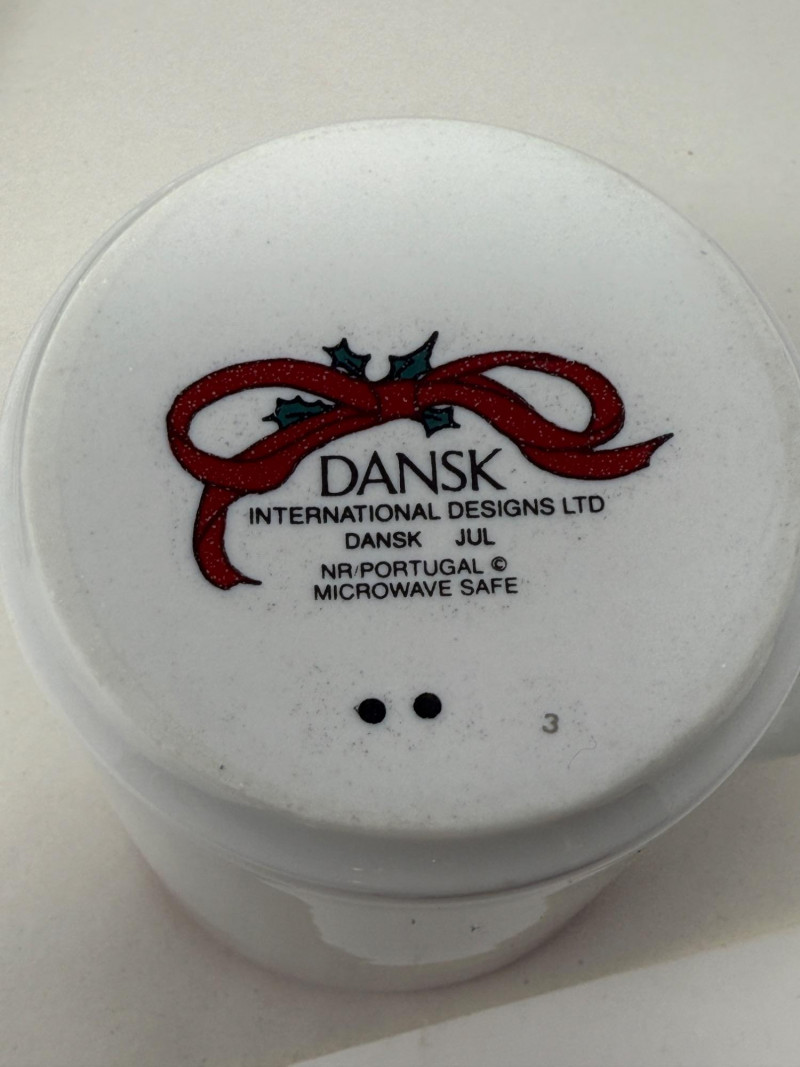 DANSK
INTERNATIONAL DESIGNS LTD
DANSK JUL
NR/PORTUGAL ©
MICROWAVE SAFE
3